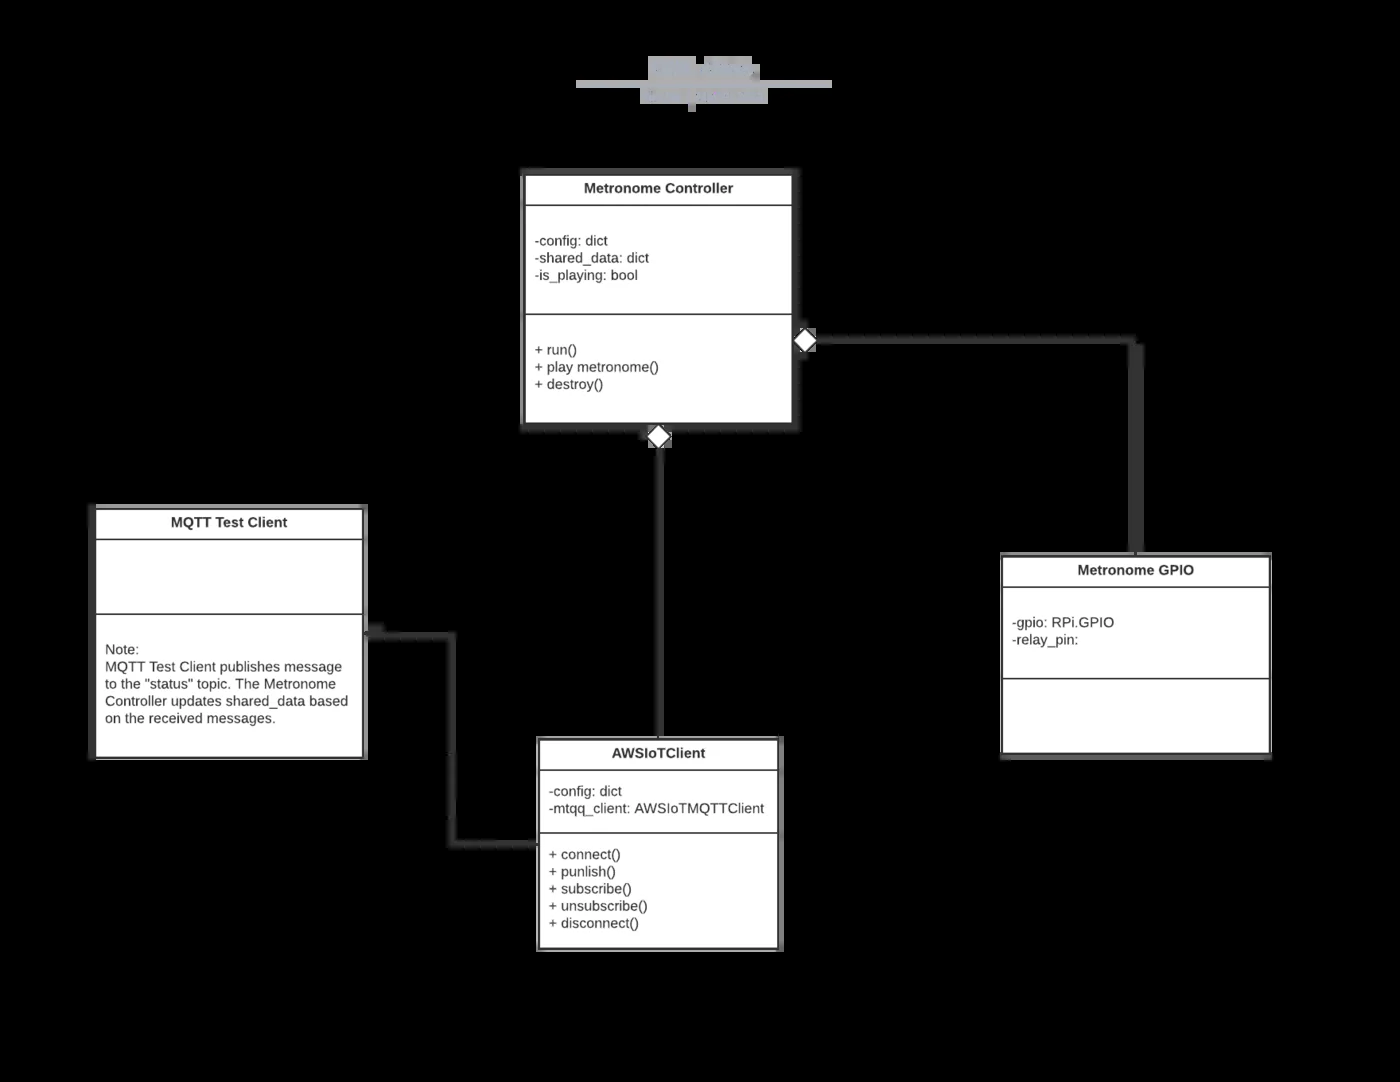 Metronome Controller
-config: dict
-shared_data: dict
-is_playing: bool
+ run()
+ play metronome()
+ destroy()
MQTT Test Client
Note:
MQTT Test Client publishes message
to the "status" topic. The Metronome
Controller updates shared_data based
on the received messages.
Metronome GPIO
-gpio: RPi.GPIO
-relay_pin:
AWSIoTClient
-config: dict
-mtqq_client: AWSIoTMQTTClient
+ connect()
+ punlish()
+ subscribe()
+ unsubscribe()
+ disconnect()